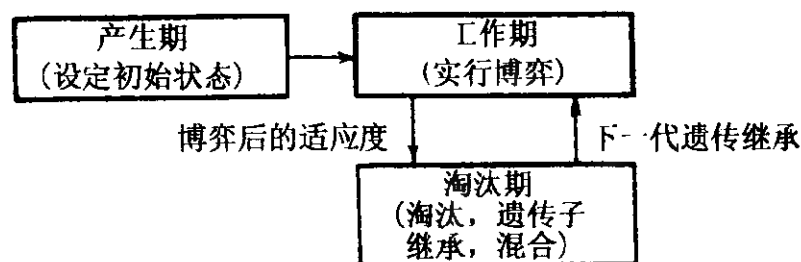 产生期
(设定初始状态)
工作期
(实行博弈)
博弈后的适应度
下一代遗传继承
淘汰期
(淘汰，遗传子
继承，混合)